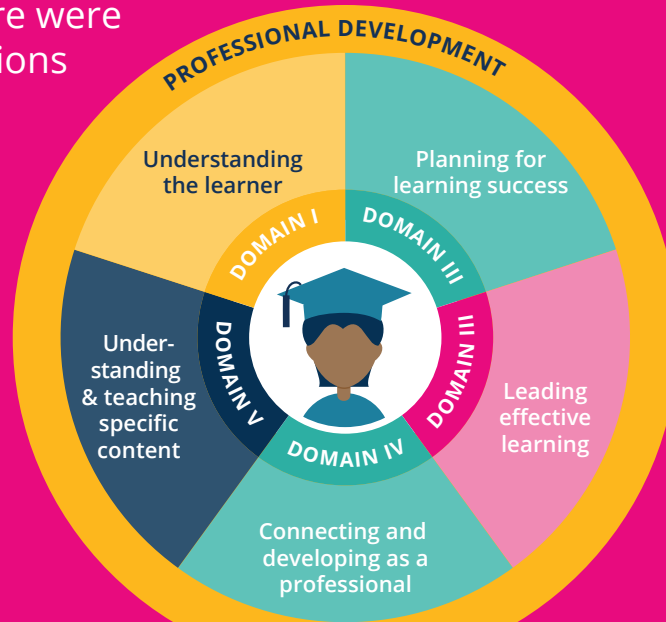 re were
ions
PROFESSIONAL DEVELOPMENT
Understanding
the learner
DOMAIN I
Planning for
learning success
DOMAIN III
Leading
effective
learning
DOMAIN III
Connecting and
developing as a
professional
DOMAIN IV
Under-
standing
& teaching
specific
content
DOMAIN V